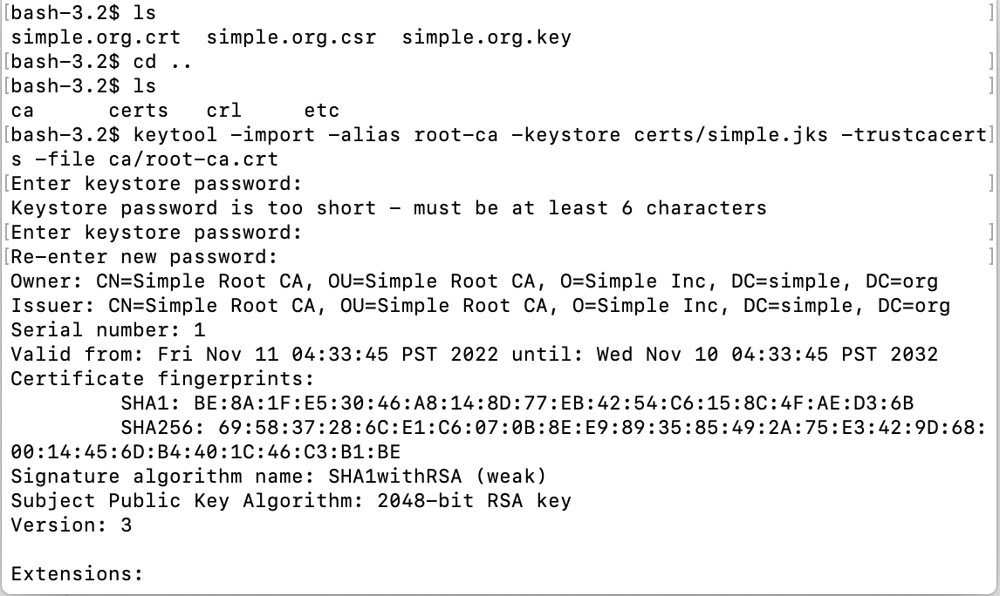 [bash-3.2$ ls ]
simple.org.crt  simple.org.csr  simple.org.key
[bash-3.2$ cd .. ]
[bash-3.2$ ls ]
ca      certs   crl     etc
[bash-3.2$ keytool -import -alias root-ca -keystore certs/simple.jks -trustcacert]
s -file ca/root-ca.crt
[Enter keystore password: ]
Keystore password is too short - must be at least 6 characters
[Enter keystore password: ]
[Re-enter new password: ]
Owner: CN=Simple Root CA, OU=Simple Root CA, O=Simple Inc, DC=simple, DC=org
Issuer: CN=Simple Root CA, OU=Simple Root CA, O=Simple Inc, DC=simple, DC=org
Serial number: 1
Valid from: Fri Nov 11 04:33:45 PST 2022 until: Wed Nov 10 04:33:45 PST 2032
Certificate fingerprints:
         SHA1: BE:8A:1F:E5:30:46:A8:14:8D:77:EB:42:54:C6:15:8C:4F:AE:D3:6B
         SHA256: 69:58:37:28:6C:E1:C6:07:0B:8E:E9:89:35:85:49:2A:75:E3:42:9D:68:
00:14:45:6D:B4:40:1C:46:C3:B1:BE
Signature algorithm name: SHA1withRSA (weak)
Subject Public Key Algorithm: 2048-bit RSA key
Version: 3
Extensions: